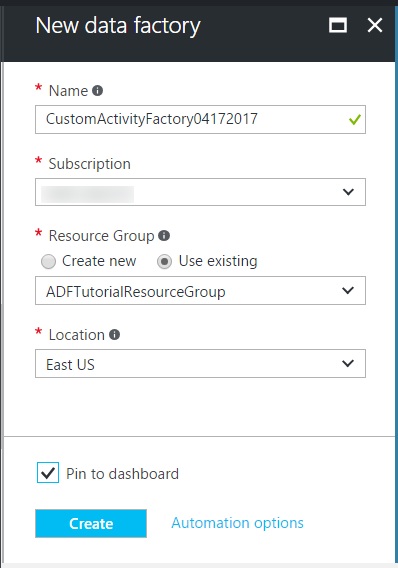 New data factory
* Name
CustomActivityFactory04172017
* Subscription
* Resource Group
Create new Use existing
ADFTutorialResourceGroup
* Location
East US
Pin to dashboard
Create Automation options